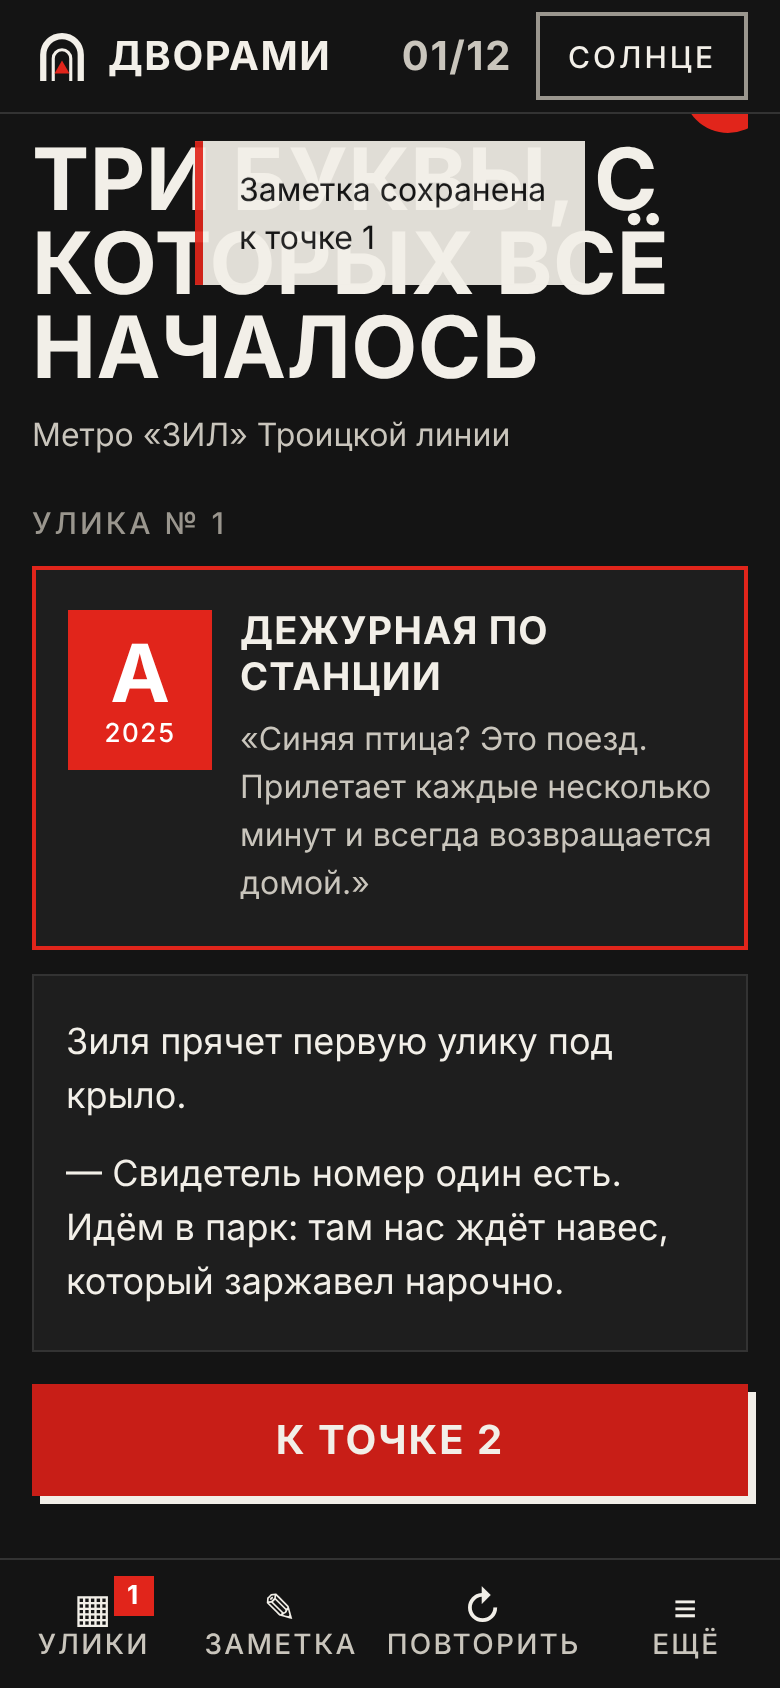 ДВОРАМИ
01/12
СОЛНЦЕ
ТРИ БУКВЫ, С
КОТОРЫХ ВСЁ
НАЧАЛОСЬ
Заметка сохранена
к точке 1
Метро «ЗИЛ» Троицкой линии
УЛИКА № 1
А
2025
ДЕЖУРНАЯ ПО
СТАНЦИИ
«Синяя птица? Это поезд.
Прилетает каждые несколько
минут и всегда возвращается
домой.»
Зиля прячет первую улику под
крыло.
— Свидетель номер один есть.
Идём в парк: там нас ждёт навес,
который заржавел нарочно.
К ТОЧКЕ 2
1
УЛИКИ
ЗАМЕТКА
ПОВТОРИТЬ
ЕЩЁ